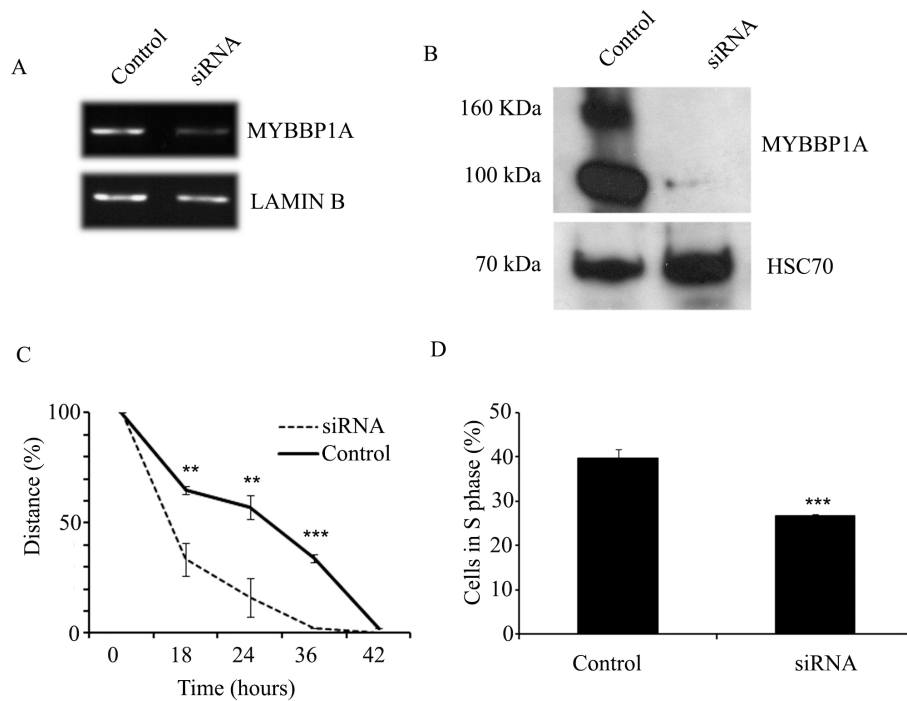 A
Control
siRNA
MYBBP1A
LAMIN B
B
Control
siRNA
160 KDa
100 kDa
MYBBP1A
70 kDa
HSC70
C
Distance (%)
100
50
0
siRNA
Control
**
**
***
0 18 24 36 42
Time (hours)
D
Cells in S phase (%)
50
40
30
20
10
0
***
Control siRNA